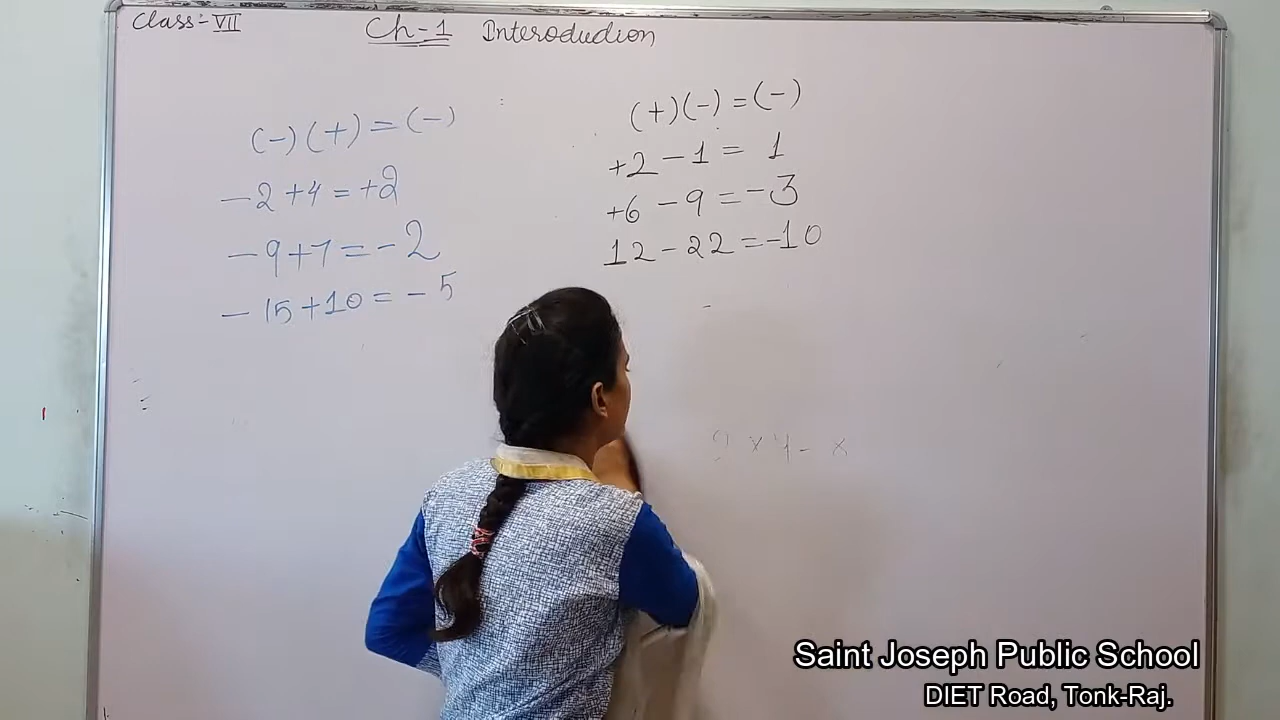 Class:- VII
Ch-1 Interodudion
(-)(+) = (-)
-2+4=+2
-9+7=-2
-15+10=-5
(+)(-)=(-)
+2-1=1
+6-9=-3
12-22=-10
Saint Joseph Public School
DIET Road, Tonk-Raj.